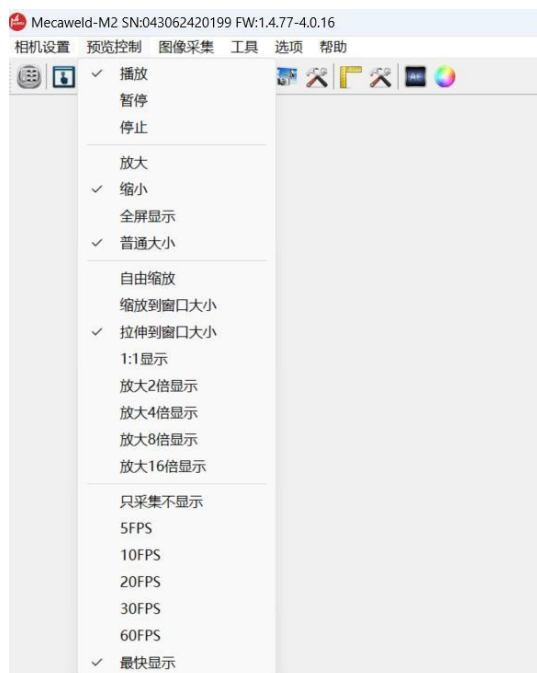 Mecaweld-M2 SN:043062420199 FW:1.4.77-4.0.16
相机设置 预览控制 图像采集 工具 选项 帮助
播放
暂停
停止
放大
缩小
全屏显示
普通大小
自由缩放
缩放到窗口大小
拉伸到窗口大小
1:1显示
放大2倍显示
放大4倍显示
放大8倍显示
放大16倍显示
只采集不显示
5FPS
10FPS
20FPS
30FPS
60FPS
最快显示